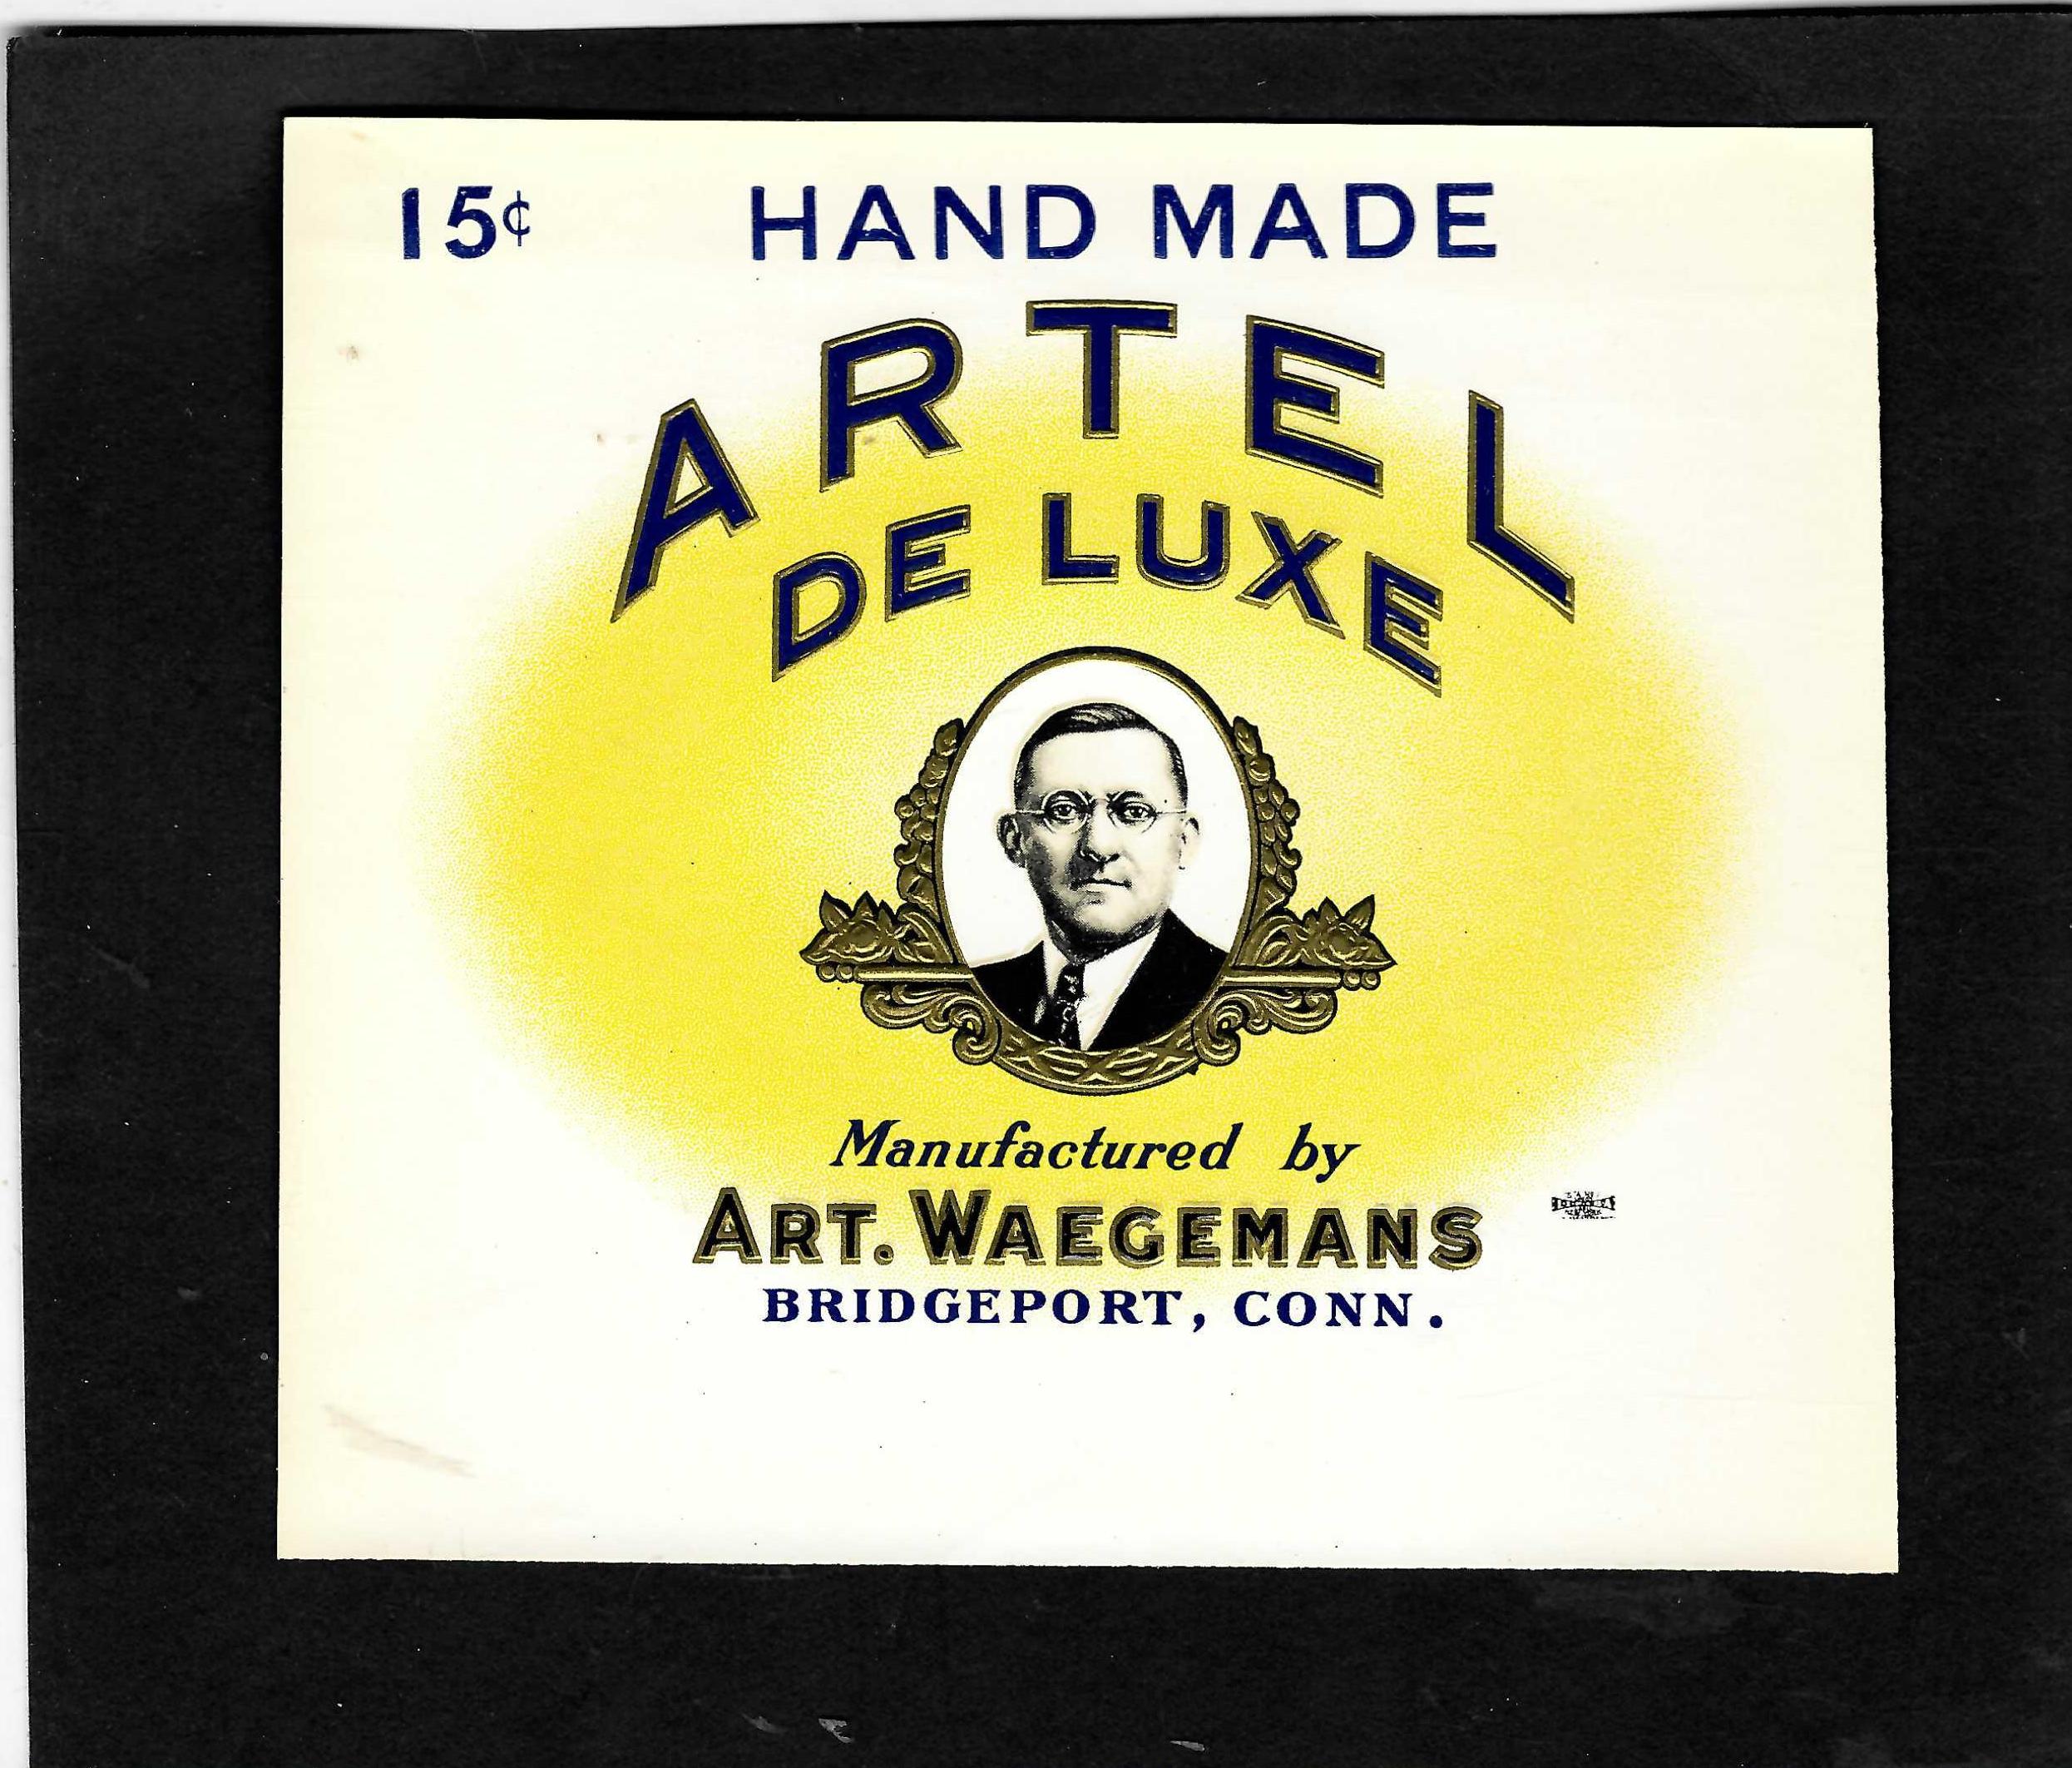 15¢ HAND MADE
ARTEL
DE LUXE
Manufactured by
ART. WAEGEMANS
BRIDGEPORT, CONN.